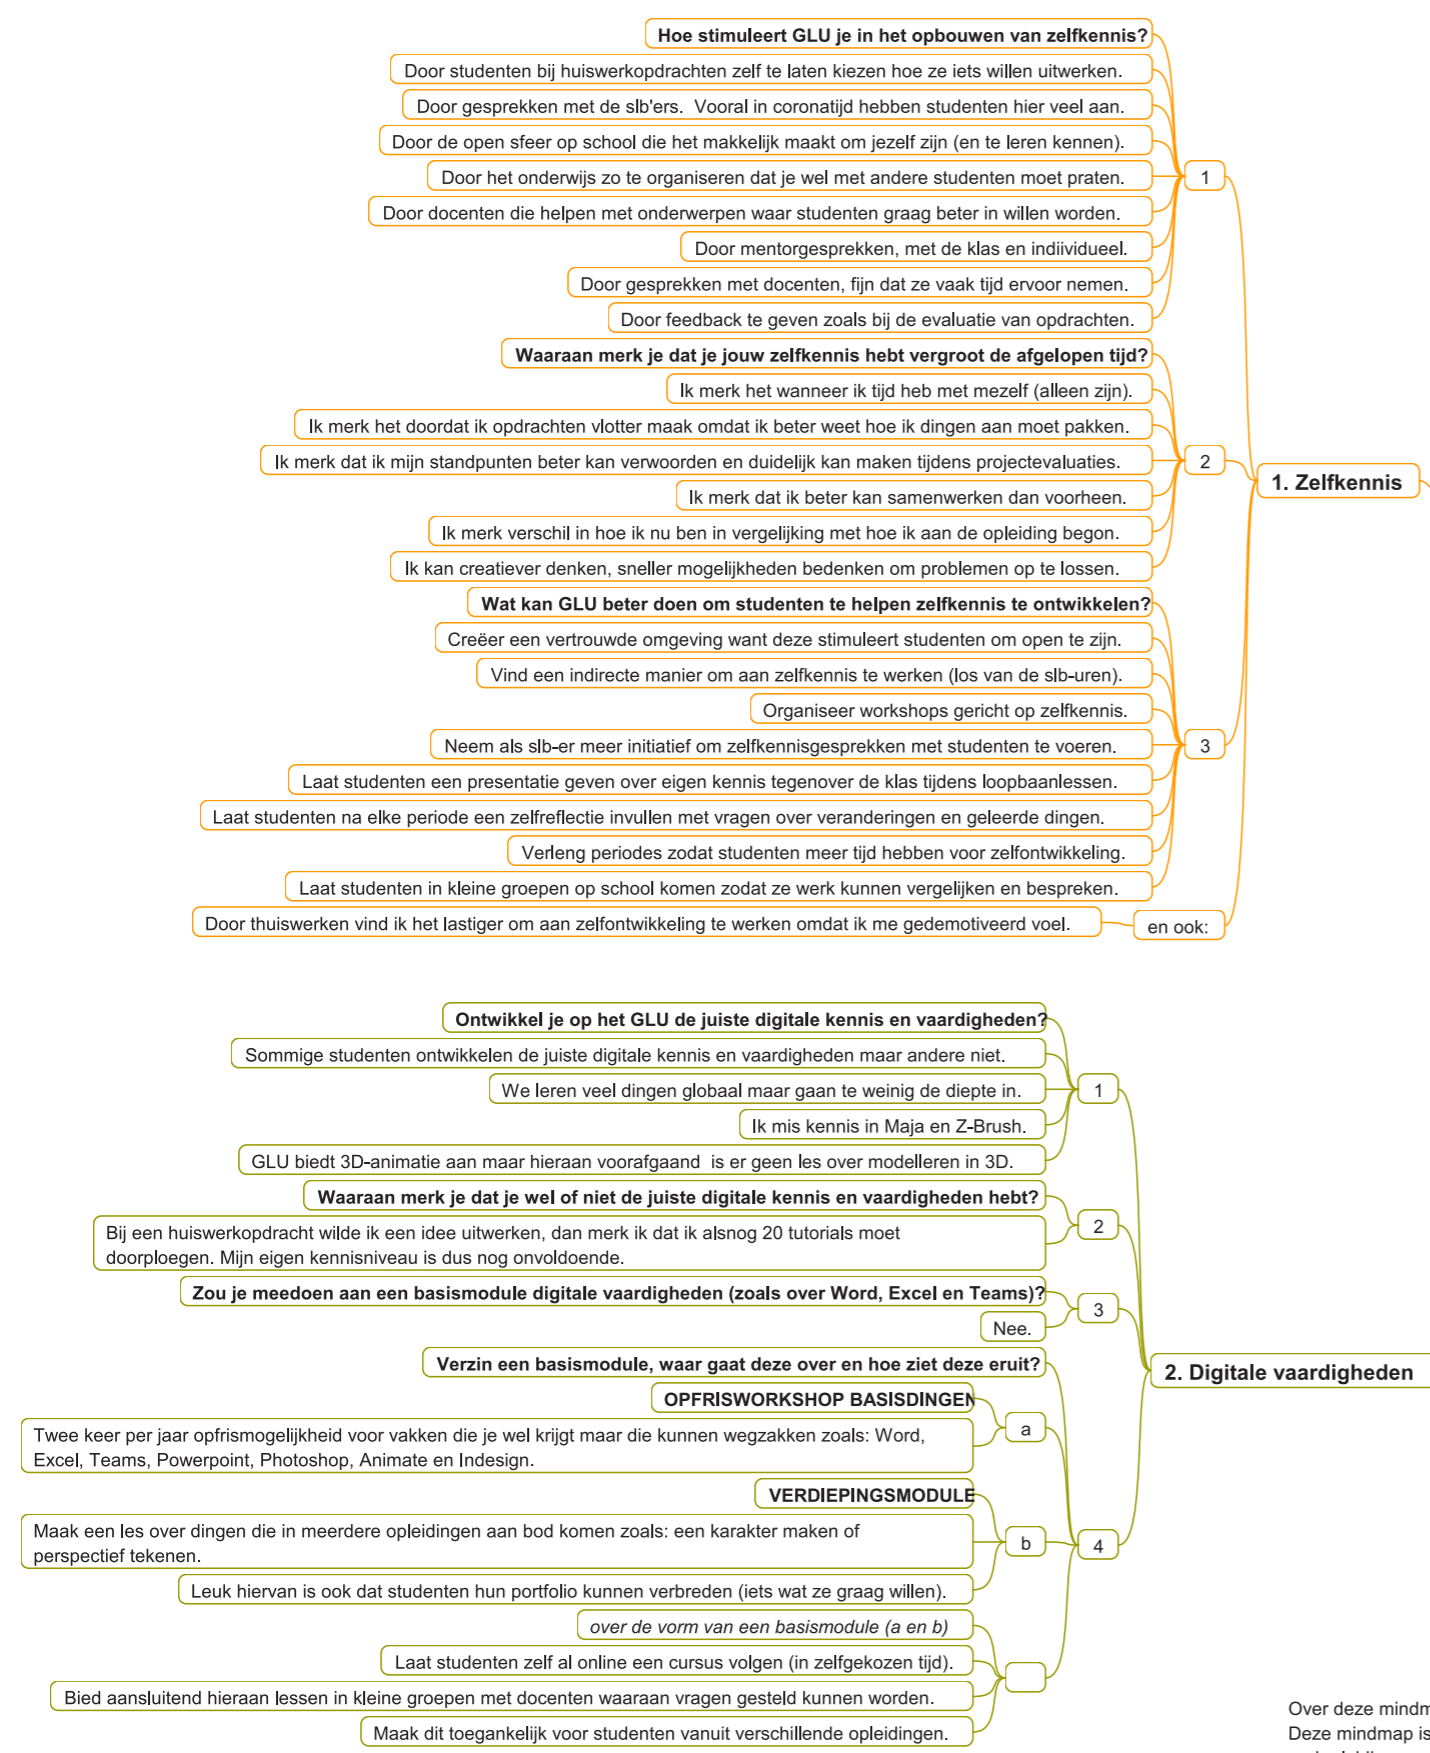 Hoe stimuleert GLU je in het opbouwen van zelfkennis?
Door studenten bij huiswerkopdrachten zelf te laten kiezen hoe ze iets willen uitwerken.
Door gesprekken met de slb'ers.  Vooral in coronatijd hebben studenten hier veel aan.
Door de open sfeer op school die het makkelijk maakt om jezelf zijn (en te leren kennen).
Door het onderwijs zo te organiseren dat je wel met andere studenten moet praten.
Door docenten die helpen met onderwerpen waar studenten graag beter in willen worden.
Door mentorgesprekken, met de klas en indiividueel.
Door gesprekken met docenten, fijn dat ze vaak tijd ervoor nemen.
Door feedback te geven zoals bij de evaluatie van opdrachten.
1
Waaraan merk je dat je jouw zelfkennis hebt vergroot de afgelopen tijd?
Ik merk het wanneer ik tijd heb met mezelf (alleen zijn).
Ik merk het doordat ik opdrachten vlotter maak omdat ik beter weet hoe ik dingen aan moet pakken.
Ik merk dat ik mijn standpunten beter kan verwoorden en duidelijk kan maken tijdens projectevaluaties.
Ik merk dat ik beter kan samenwerken dan voorheen.
Ik merk verschil in hoe ik nu ben in vergelijking met hoe ik aan de opleiding begon.
Ik kan creatiever denken, sneller mogelijkheden bedenken om problemen op te lossen.
2
1. Zelfkennis
Wat kan GLU beter doen om studenten te helpen zelfkennis te ontwikkelen?
Creëer een vertrouwde omgeving want deze stimuleert studenten om open te zijn.
Vind een indirecte manier om aan zelfkennis te werken (los van de slb-uren).
Organiseer workshops gericht op zelfkennis.
Neem als slb-er meer initiatief om zelfkennisgesprekken met studenten te voeren.
Laat studenten een presentatie geven over eigen kennis tegenover de klas tijdens loopbaanlessen.
Laat studenten na elke periode een zelfreflectie invullen met vragen over veranderingen en geleerde dingen.
Verleng periodes zodat studenten meer tijd hebben voor zelfontwikkeling.
Laat studenten in kleine groepen op school komen zodat ze werk kunnen vergelijken en bespreken.
3
Door thuiswerken vind ik het lastiger om aan zelfontwikkeling te werken omdat ik me gedemotiveerd voel.
en ook:
Ontwikkel je op het GLU de juiste digitale kennis en vaardigheden?
Sommige studenten ontwikkelen de juiste digitale kennis en vaardigheden maar andere niet.
We leren veel dingen globaal maar gaan te weinig de diepte in.
Ik mis kennis in Maja en Z-Brush.
GLU biedt 3D-animatie aan maar hieraan voorafgaand  is er geen les over modelleren in 3D.
1
Waaraan merk je dat je wel of niet de juiste digitale kennis en vaardigheden hebt?
Bij een huiswerkopdracht wilde ik een idee uitwerken, dan merk ik dat ik alsnog 20 tutorials moet
doorploegen. Mijn eigen kennisniveau is dus nog onvoldoende.
2
Zou je meedoen aan een basismodule digitale vaardigheden (zoals over Word, Excel en Teams)?
Nee.
3
2. Digitale vaardigheden
Verzin een basismodule, waar gaat deze over en hoe ziet deze eruit?
OPFRISWORKSHOP BASISDINGEN
Twee keer per jaar opfrismogelijkheid voor vakken die je wel krijgt maar die kunnen wegzakken zoals: Word,
Excel, Teams, Powerpoint, Photoshop, Animate en Indesign.
a
VERDIEPINGSMODULE
Maak een les over dingen die in meerdere opleidingen aan bod komen zoals: een karakter maken of
perspectief tekenen.
Leuk hiervan is ook dat studenten hun portfolio kunnen verbreden (iets wat ze graag willen).
b
4
over de vorm van een basismodule (a en b)
Laat studenten zelf al online een cursus volgen (in zelfgekozen tijd).
Bied aansluitend hieraan lessen in kleine groepen met docenten waaraan vragen gesteld kunnen worden.
Maak dit toegankelijk voor studenten vanuit verschillende opleidingen.
Over deze mindm
Deze mindmap is